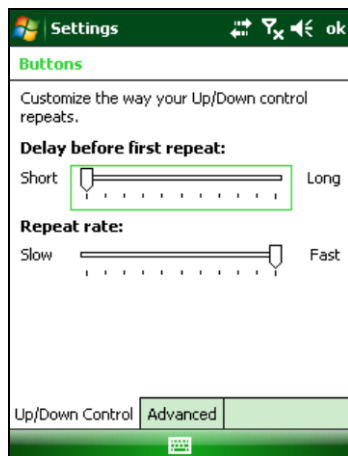 Settings ok
Buttons
Customize the way your Up/Down control
repeats.
Delay before first repeat:
Short Long
Repeat rate:
Slow Fast
Up/Down Control Advanced